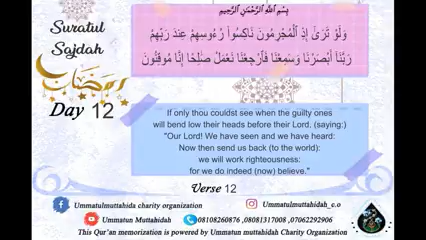 بِسْمِ اللَّهِ الرَّحْمَٰنِ الرَّحِيمِ
Suratul
Sajdah
رمضان
Day 12
وَلَوْ تَرَىٰٓ إِذِ ٱلْمُجْرِمُونَ نَاكِسُوا۟ رُءُوسِهِمْ عِندَ رَبِّهِمْ
رَبَّنَآ أَبْصَرْنَا وَسَمِعْنَا فَٱرْجِعْنَا نَعْمَلْ صَٰلِحًا إِنَّا مُوقِنُونَ
If only thou couldst see when the guilty ones
will bend low their heads before their Lord, (saying:)
"Our Lord! We have seen and we have heard:
Now then send us back (to the world):
we will work righteousness:
for we do indeed (now) believe."
Verse 12
Ummatulmuttahida charity organization
Ummatulmuttahidah_c.o
Ummatun Muttahidah
08108260876 , 08081317008 ,07062292906
This Qur'an memorization is powered by Ummatun muttahidah Charity Organization